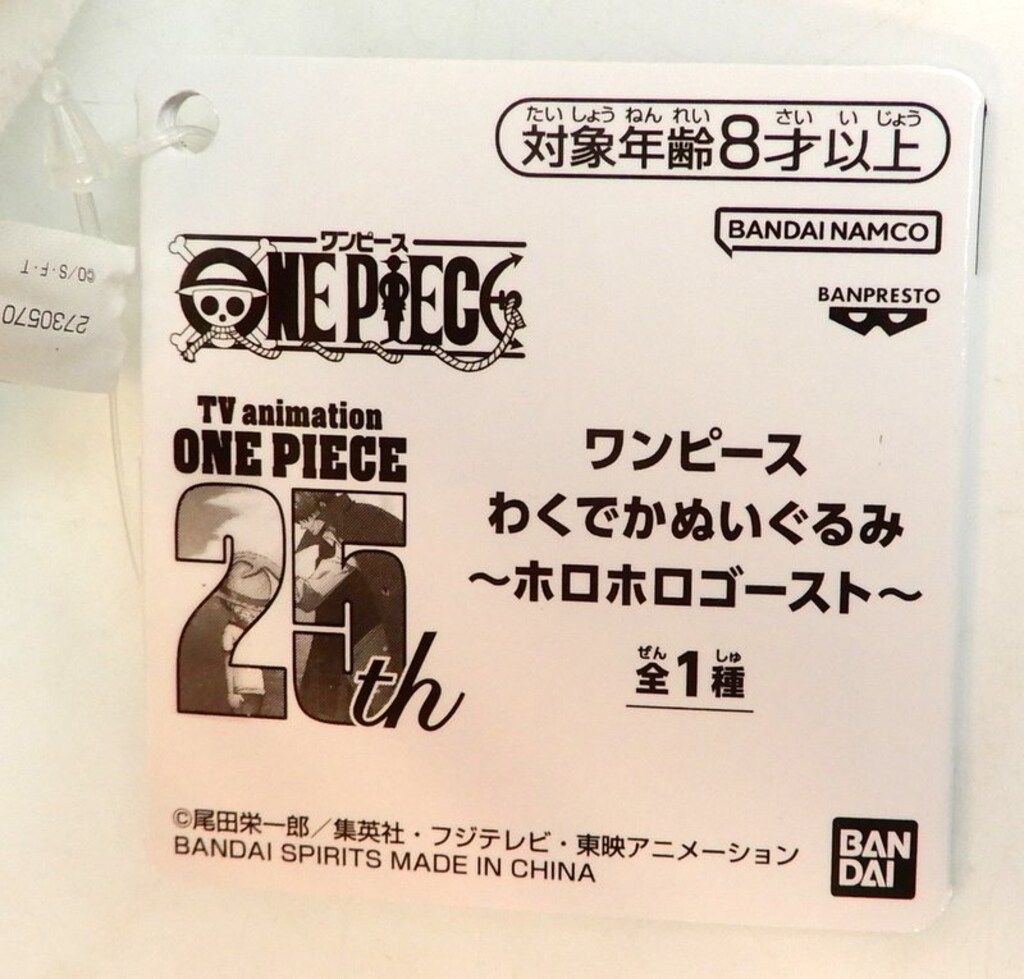 たいしょうねんれい さいいじょう
対象年齢8才以上
BANDAI NAMCO
ワンピース
ONE PIECE
BANPRESTO
©O/S・F・T
2730570
TV animation
ONE PIECE
25th
ワンピース
わくでかぬいぐるみ
～ホロホロゴースト～
ぜん しゅ
全1種
©尾田栄一郎／集英社・フジテレビ・東映アニメーション
BANDAI SPIRITS MADE IN CHINA
BAN
DAI